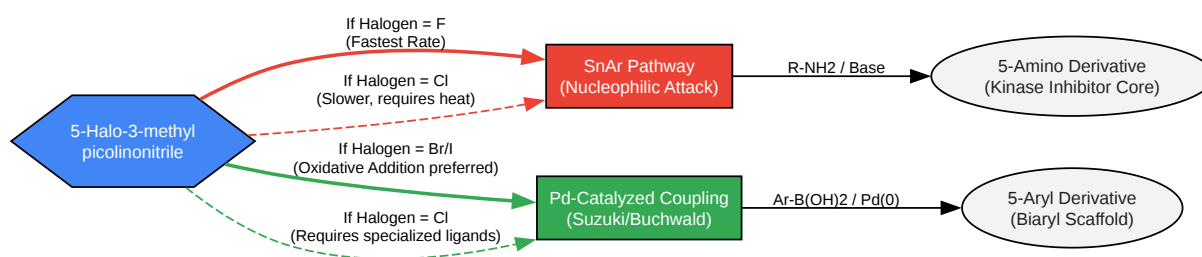 If Halogen = F
(Fastest Rate)
If Halogen = Cl
(Slower, requires heat)
5-Halo-3-methyl
picolinonitrile
If Halogen = Br/I
(Oxidative Addition preferred)
If Halogen = Cl
(Requires specialized ligands)
SnAr Pathway
(Nucleophilic Attack)
R-NH2 / Base
5-Amino Derivative
(Kinase Inhibitor Core)
Pd-Catalyzed Coupling
(Suzuki/Buchwald)
Ar-B(OH)2 / Pd(0)
5-Aryl Derivative
(Biaryl Scaffold)